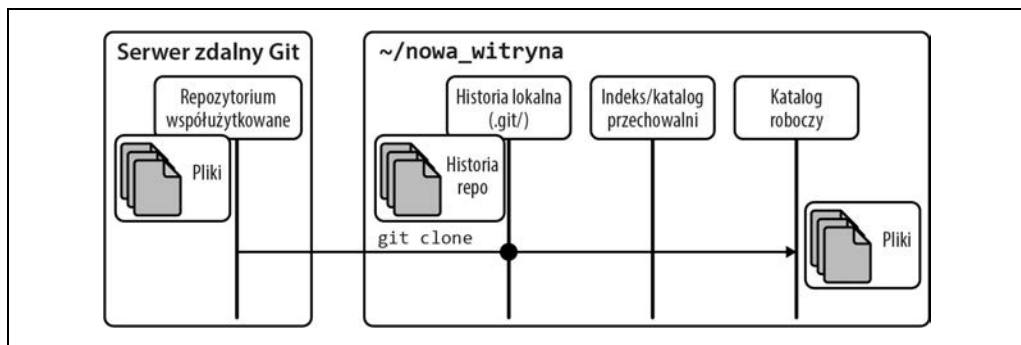 Serwer zdalny Git
Repozytorium
współużytkowane
Pliki
~/nowa_witryna
Historia lokalna
(.git/)
Indeks/katalog
przechowalni
Katalog
roboczy
Historia
repo
git clone
Pliki